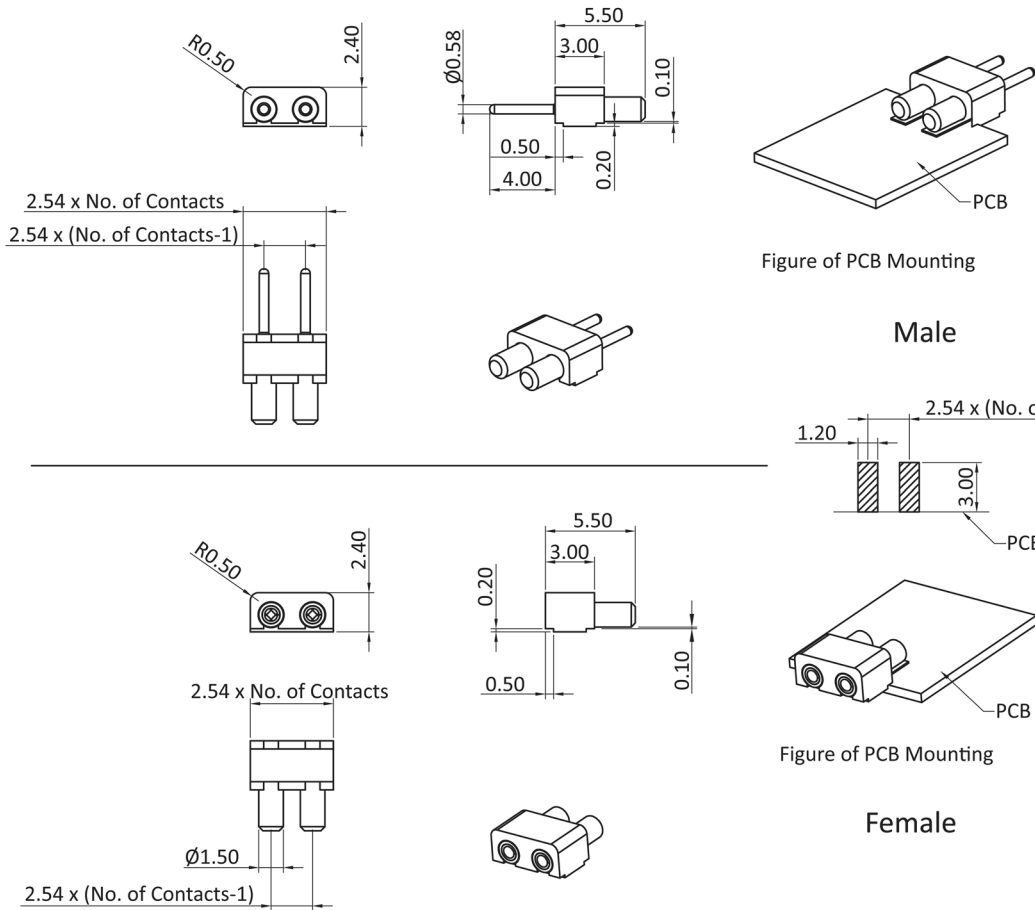 R0.50
2.40
Ø0.58
5.50
3.00
0.10
0.50
4.00
0.20
PCB
Figure of PCB Mounting
2.54 x No. of Contacts
2.54 x (No. of Contacts-1)
Male
2.54 x (No. o
1.20
3.00
PCB
R0.50
2.40
5.50
3.00
0.20
0.50
0.10
PCB
Figure of PCB Mounting
2.54 x No. of Contacts
Female
Ø1.50
2.54 x (No. of Contacts-1)